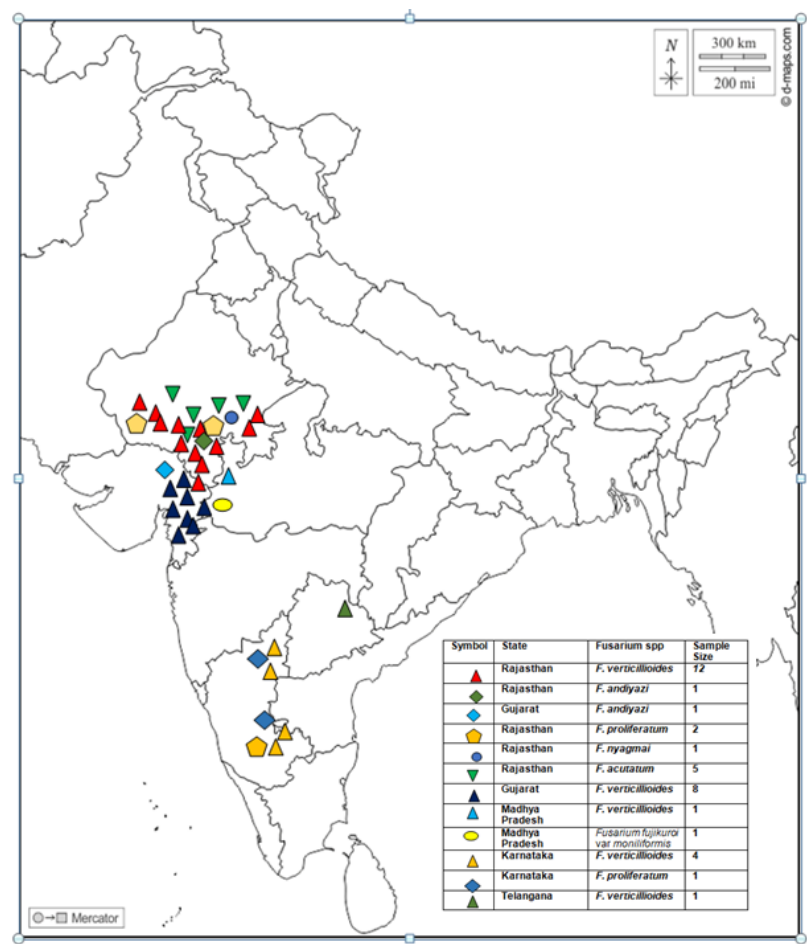 N
300 km
200 mi
© d-maps.com
Symbol State Fusarium spp Sample
Size
Rajasthan F. verticillioides 12
Rajasthan F. andiyazi 1
Gujarat F. andiyazi 1
Rajasthan F. proliferatum 2
Rajasthan F. nyagmai 1
Rajasthan F. acutatum 5
Gujarat F. verticillioides 8
Madhya F. verticillioides 1
Pradesh
Madhya Fusarium fujikuroi 1
Pradesh var moniliformis
Karnataka F. verticillioides 4
Karnataka F. proliferatum 1
Telangana F. verticillioides 1
Mercator